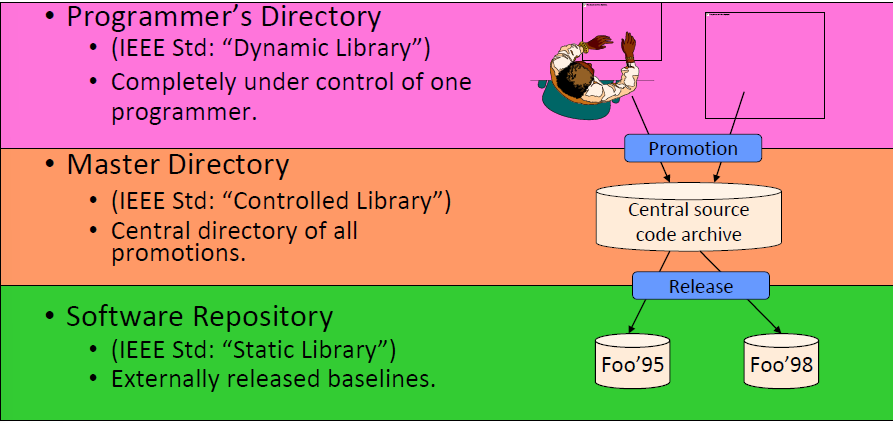 • Programmer’s Directory
• (IEEE Std: “Dynamic Library”)
• Completely under control of one
programmer.
Promotion
• Master Directory
• (IEEE Std: “Controlled Library”)
• Central directory of all
promotions.
Central source
code archive
Release
• Software Repository
• (IEEE Std: “Static Library”)
• Externally released baselines.
Foo’95
Foo’98